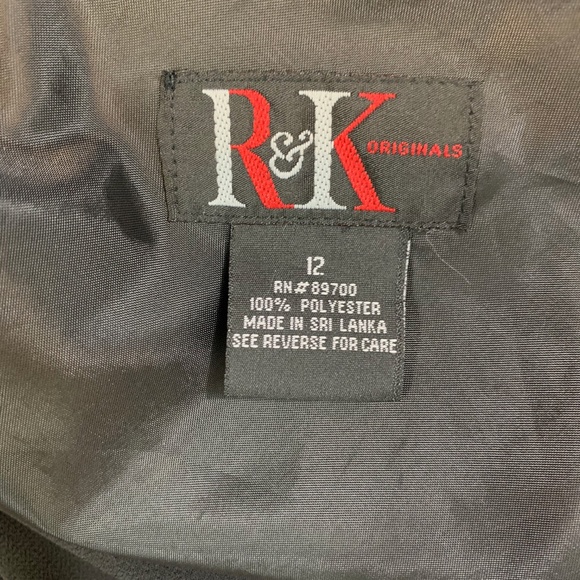 R&K ORIGINALS
12
RN#89700
100% POLYESTER
MADE IN SRI LANKA
SEE REVERSE FOR CARE